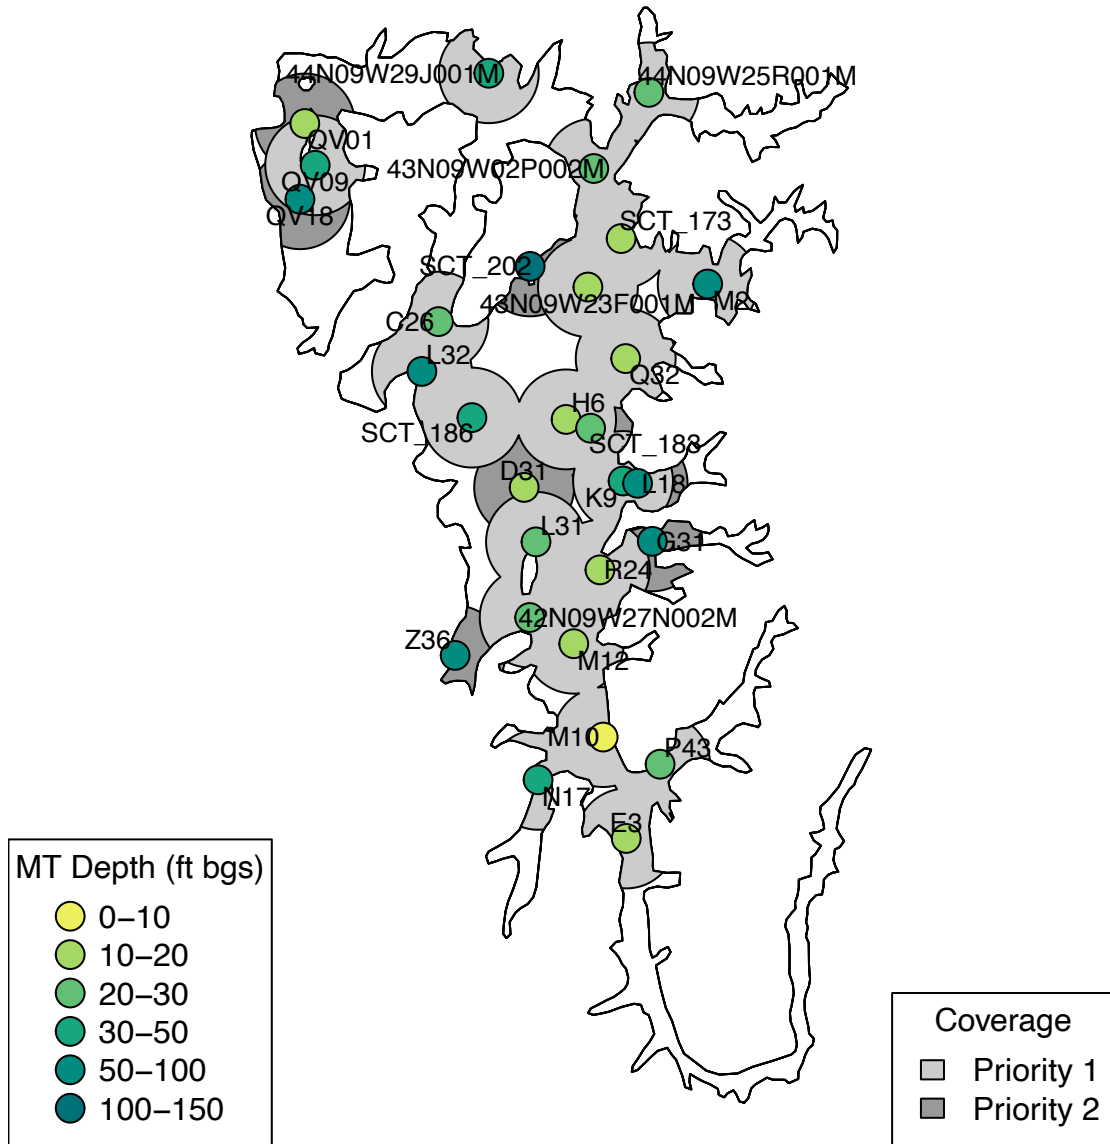 44N09W29J001M
44N09W25R001M
QV01
43N09W02P002M
QV09
QV18
SCT_173
SCT_202
43N09W23F001M
M2
C26
L32
Q32
H6
SCT_186
SCT_183
D31
K9
L18
L31
G31
R24
42N09W27N002M
Z36
M12
M10
P43
N17
E3
MT Depth (ft bgs)
0−10
10−20
20−30
30−50
50−100
100−150
Coverage
Priority 1
Priority 2